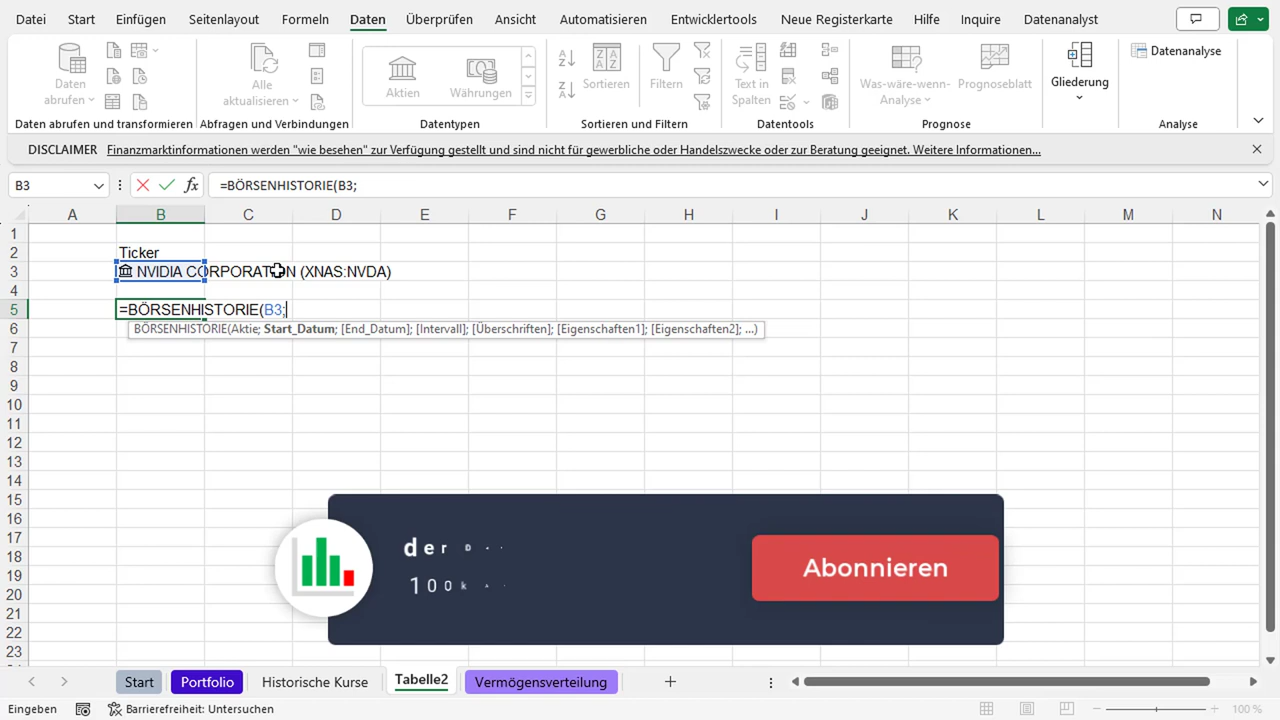 Datei Start Einfügen Seitenlayout Formeln Daten Überprüfen Ansicht Automatisieren Entwicklertools Neue Registerkarte Hilfe Inquire Datenanalyst
Daten abrufen
Alle aktualisieren
Aktien
Währungen
Sortieren
Filtern
Text in Spalten
Was-wäre-wenn-Analyse
Prognoseblatt
Gliederung
Datenanalyse
Daten abrufen und transformieren Abfragen und Verbindungen Datentypen Sortieren und Filtern Datentools Prognose Analyse
DISCLAIMER Finanzmarktinformationen werden "wie besehen" zur Verfügung gestellt und sind nicht für gewerbliche oder Handelszwecke oder zur Beratung geeignet. Weitere Informationen...
B3 fx =BÖRSENHISTORIE(B3;
A B C D E F G H I J K L M N
1
2 Ticker
3 NVIDIA CORPORATION (XNAS:NVDA)
4
5 =BÖRSENHISTORIE(B3;
6 BÖRSENHISTORIE(Aktie; Start_Datum; [End_Datum]; [Intervall]; [Überschriften]; [Eigenschaften1]; [Eigenschaften2]; ...)
7
8
9
10
11
12
13
14
15
16
17
18
19
20
21
22
23
der D
100k A
Abonnieren
Start Portfolio Historische Kurse Tabelle2 Vermögensverteilung
Eingeben Barrierefreiheit: Untersuchen 100 %